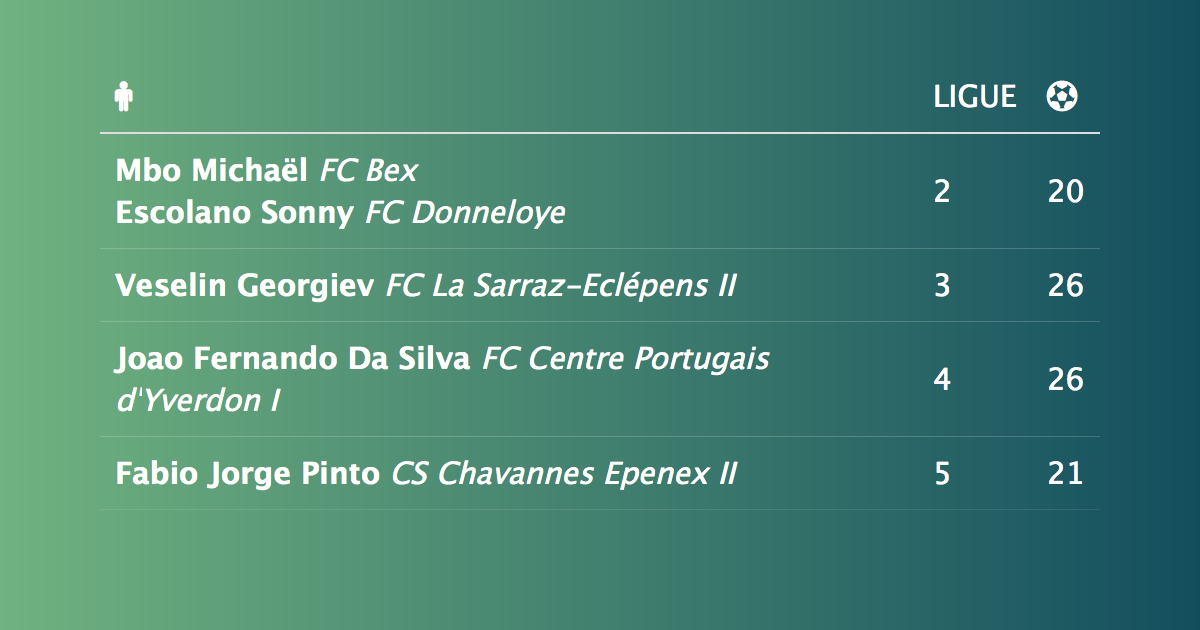 LIGUE
Mbo Michaël FC Bex
Escolano Sonny FC Donneloye
2 20
Veselin Georgiev FC La Sarraz-Eclépens II 3 26
Joao Fernando Da Silva FC Centre Portugais
d'Yverdon I
4 26
Fabio Jorge Pinto CS Chavannes Epenex II 5 21